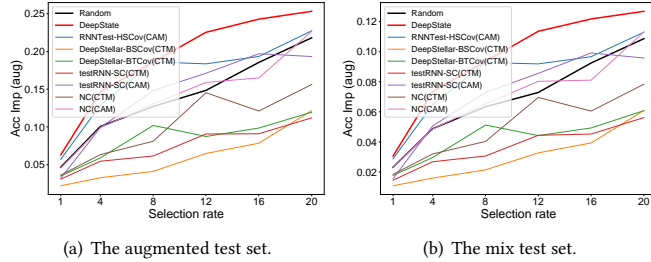 Random
DeepState
RNNTest-HSCov(CAM)
DeepStellar-BSCov(CTM)
DeepStellar-BTCov(CTM)
testRNN-SC(CTM)
testRNN-SC(CAM)
NC(CTM)
NC(CAM)
Acc Imp (aug)
0.25
0.20
0.15
0.10
0.05
1 4 8 12 16 20
Selection rate
(a) The augmented test set.
Random
DeepState
RNNTest-HSCov(CAM)
DeepStellar-BSCov(CTM)
DeepStellar-BTCov(CTM)
testRNN-SC(CTM)
testRNN-SC(CAM)
NC(CTM)
NC(CAM)
Acc Imp (aug)
0.12
0.10
0.08
0.06
0.04
0.02
1 4 8 12 16 20
Selection rate
(b) The mix test set.